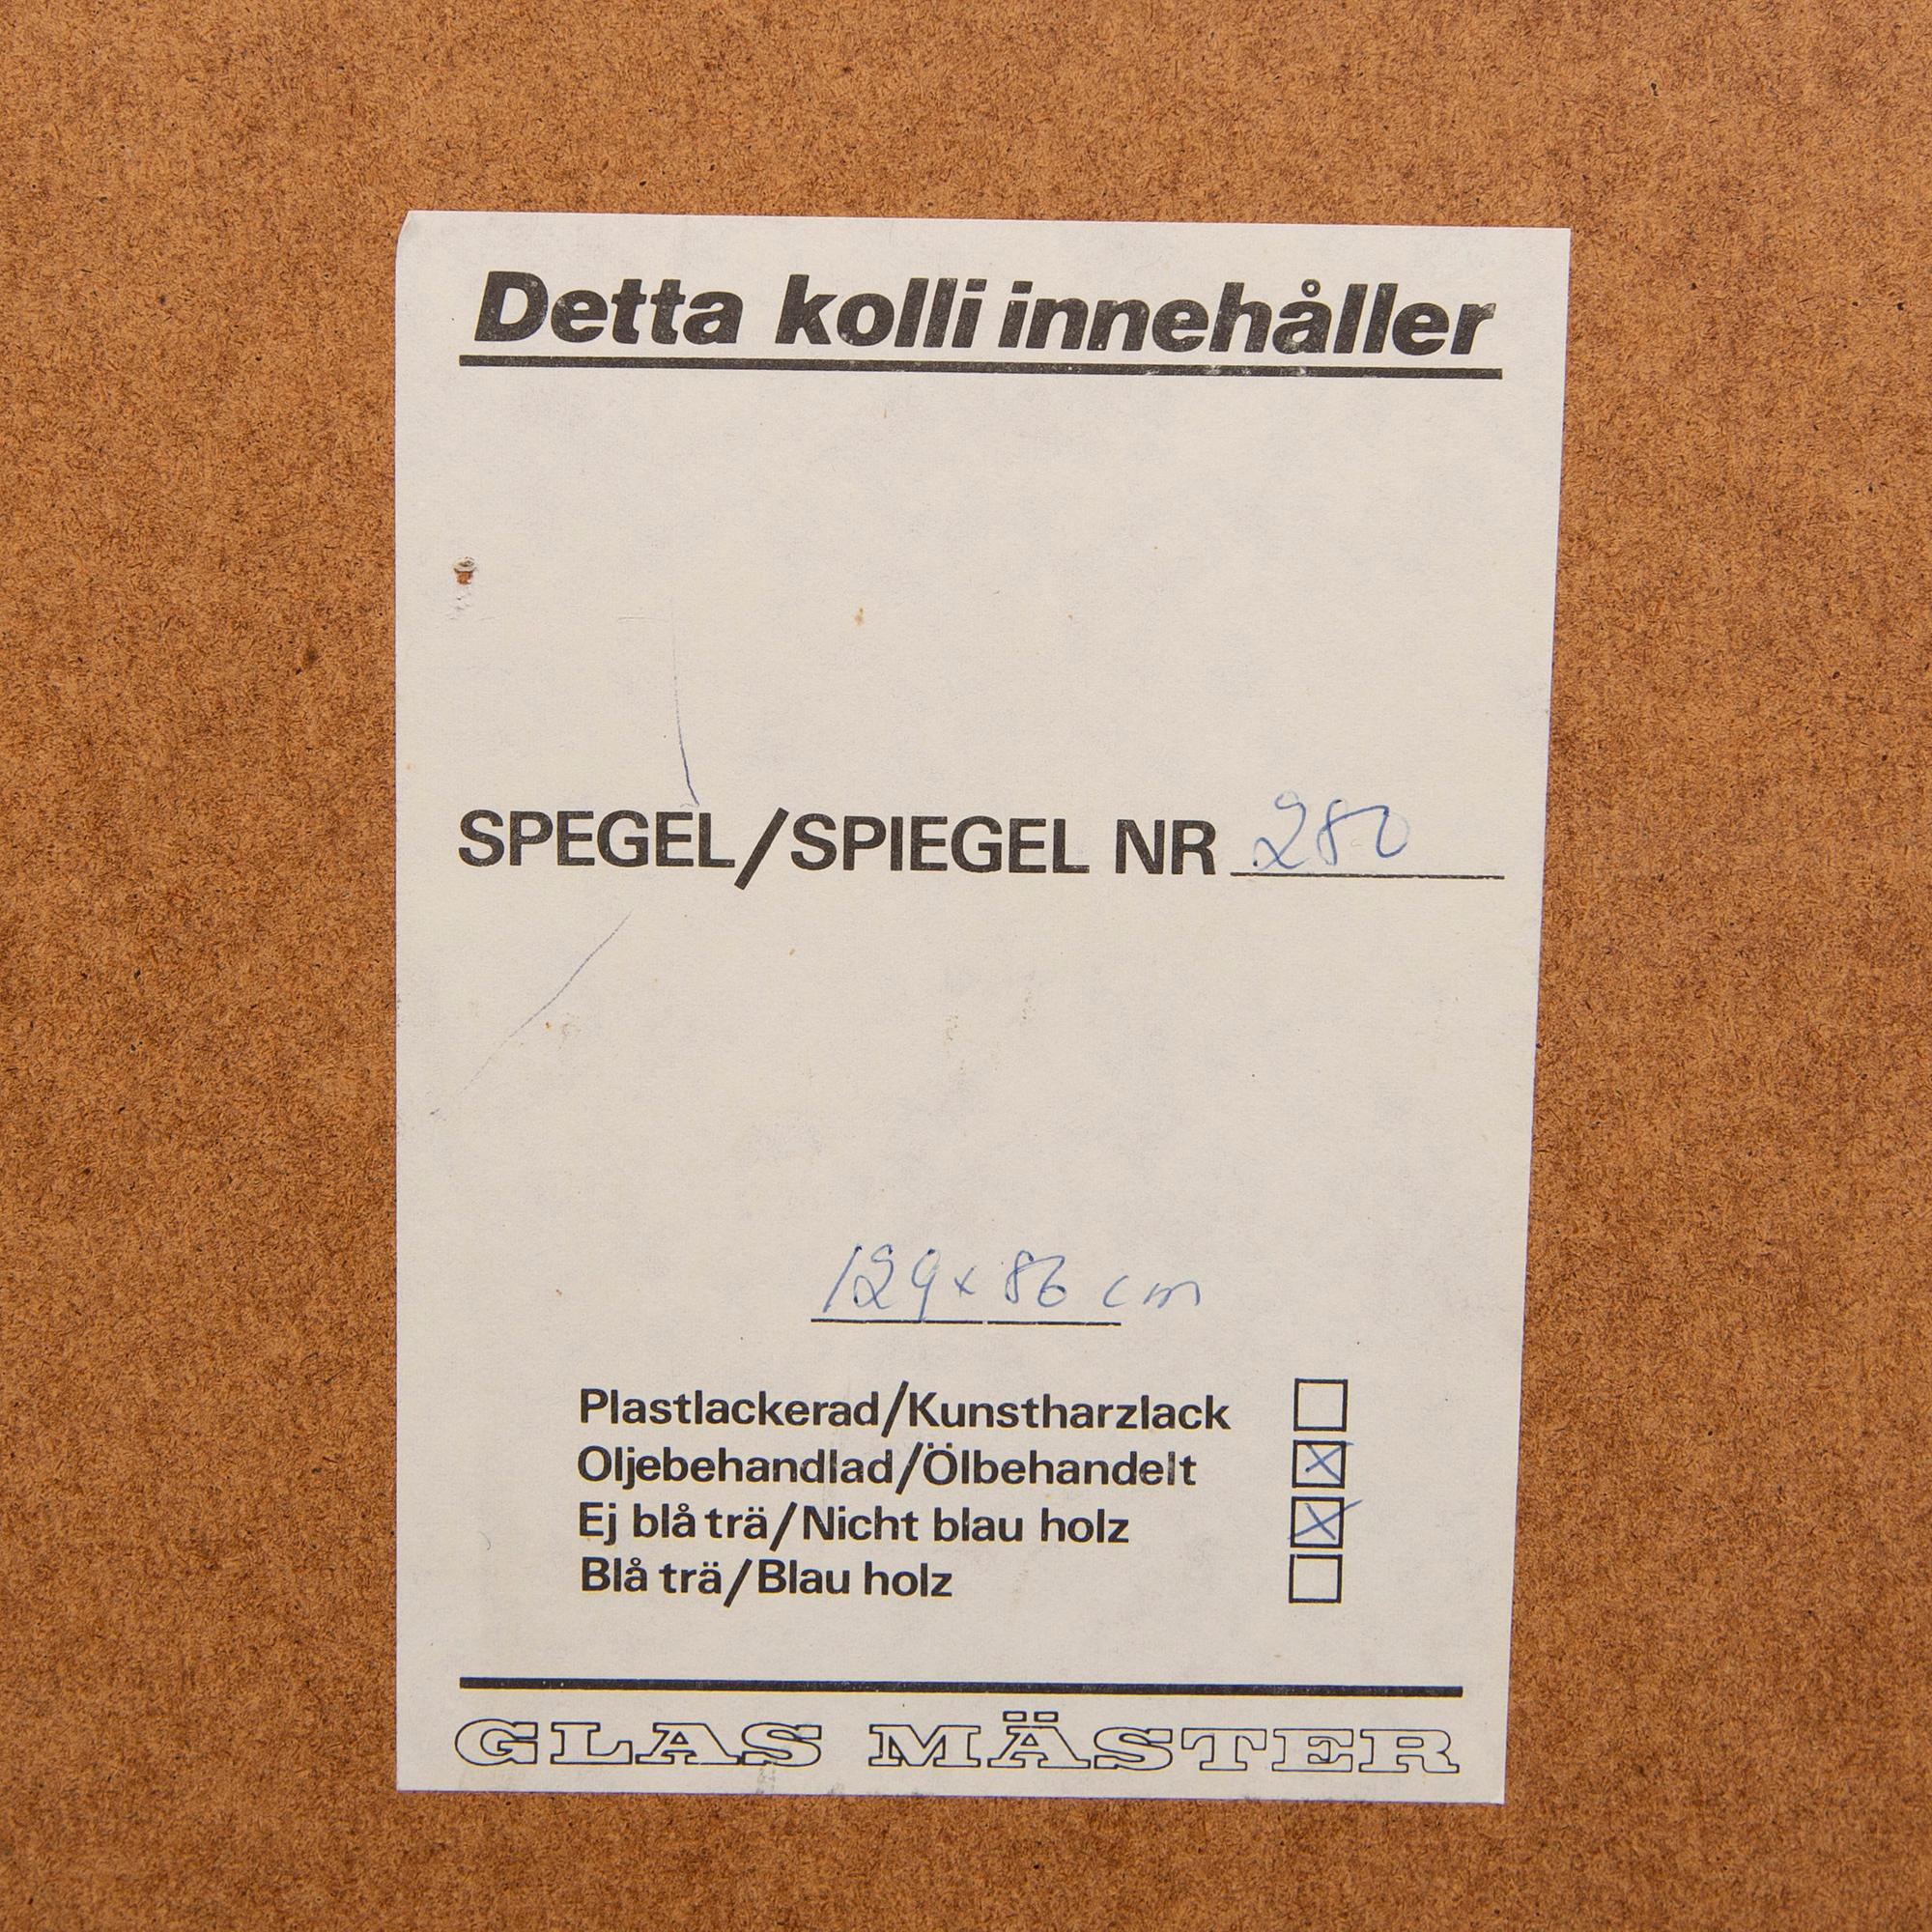 Detta kolli innehåller
SPEGEL/SPIEGEL NR 280
129 x 86 cm
Plastlackerad/Kunstharzlack
Oljebehandlad/Ölbehandelt
Ej blå trä/Nicht blau holz
Blå trä/Blau holz
GLAS MÄSTER